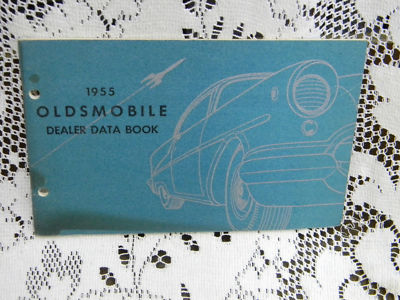 1955
OLDSMOBILE
DEALER DATA BOOK